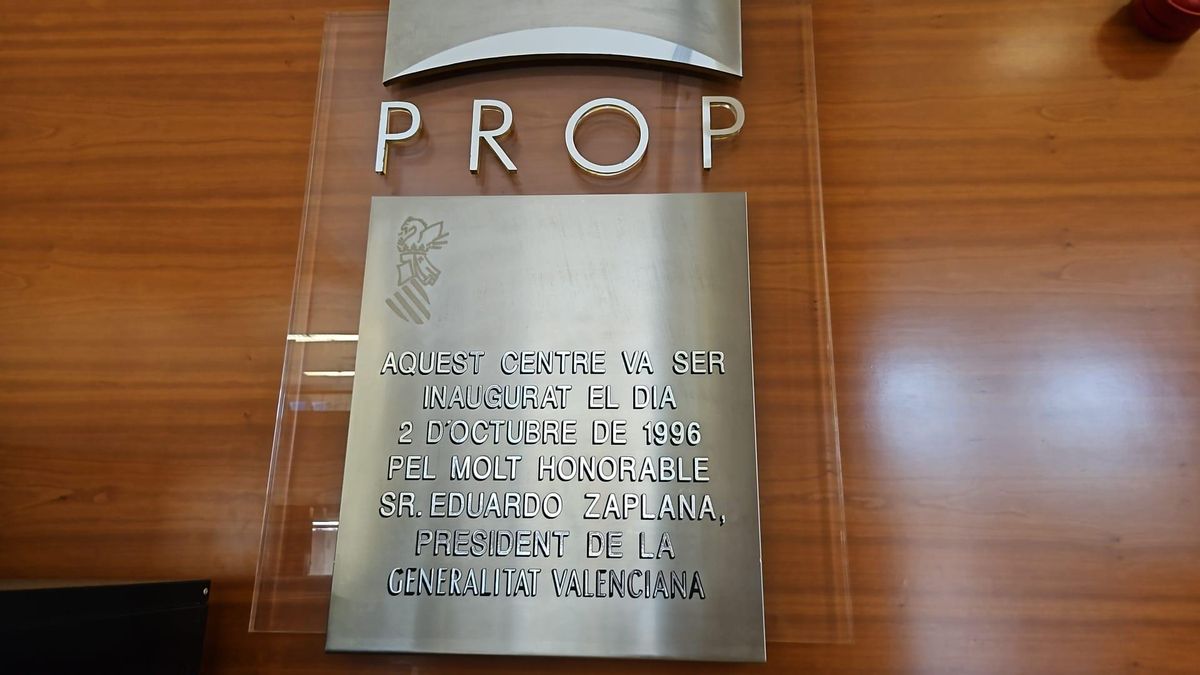 PROP
AQUEST CENTRE VA SER
INAUGURAT EL DIA
2 D'OCTUBRE DE 1996
PEL MOLT HONORABLE
SR. EDUARDO ZAPLANA,
PRESIDENT DE LA
GENERALITAT VALENCIANA